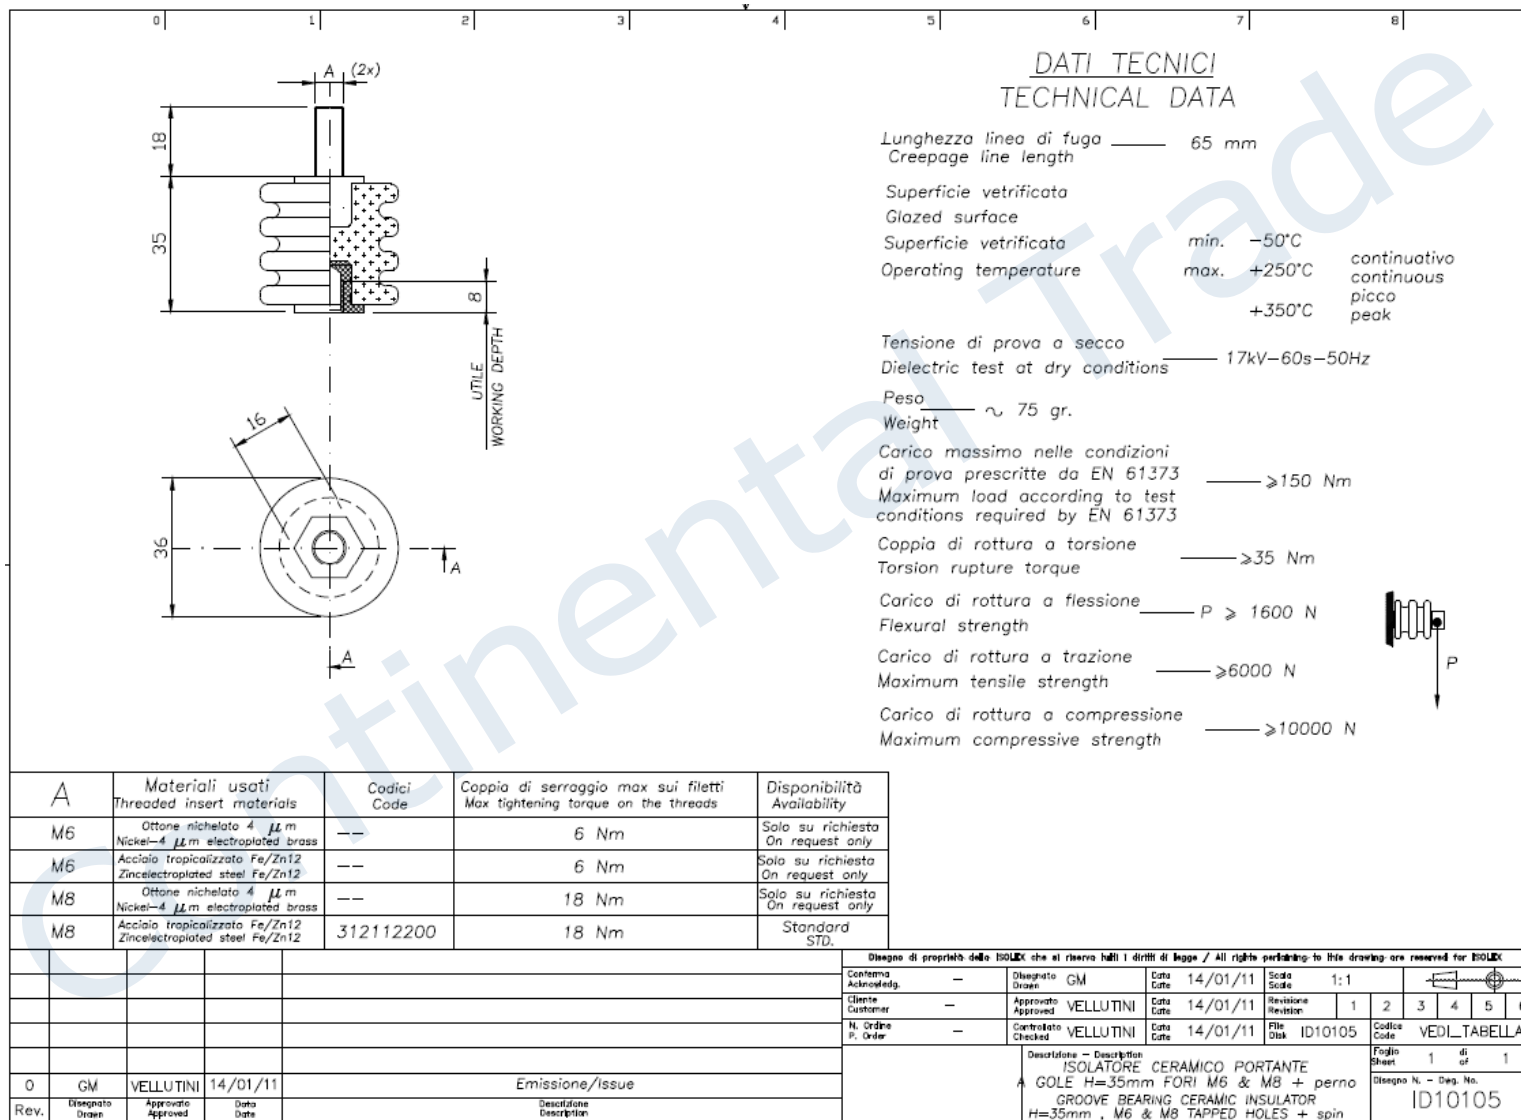 0 1 2 3 4 5 6 7 8
A (2x)
18
35
8
UTILE
WORKING DEPTH
16
36
A
A
DATI TECNICI
TECHNICAL DATA
Lunghezza linea di fuga
Creepage line length
65 mm
Superficie vetrificata
Glazed surface
Superficie vetrificata
Operating temperature
min. -50°C
max. +250°C
continuativo
continuous
+350°C
picco
peak
Tensione di prova a secco
Dielectric test at dry conditions
17kV-60s-50Hz
Peso
Weight
~ 75 gr.
Carico massimo nelle condizioni
di prova prescritte da EN 61373
Maximum load according to test
conditions required by EN 61373
⩾150 Nm
Coppia di rottura a torsione
Torsion rupture torque
⩾35 Nm
Carico di rottura a flessione
Flexural strength
P ⩾ 1600 N
Carico di rottura a trazione
Maximum tensile strength
⩾6000 N
Carico di rottura a compressione
Maximum compressive strength
⩾10000 N
P
Continental Trade
A
Materiali usati
Threaded insert materials
Codici
Code
Coppia di serraggio max sui filetti
Max tightening torque on the threads
Disponibilità
Availability
M6
Ottone nichelato 4 μm
Nickel-4 μm electroplated brass
--
6 Nm
Solo su richiesta
On request only
M6
Acciaio tropicalizzato Fe/Zn12
Zincelectroplated steel Fe/Zn12
--
6 Nm
Solo su richiesta
On request only
M8
Ottone nichelato 4 μm
Nickel-4 μm electroplated brass
--
18 Nm
Solo su richiesta
On request only
M8
Acciaio tropicalizzato Fe/Zn12
Zincelectroplated steel Fe/Zn12
312112200
18 Nm
Standard
STD.
Disegno di proprietà della ISOLEX che si riserva tutti i diritti di legge / All rights pertaining to this drawing are reserved for ISOLEX
Conferma
Acknowledg.
-
Disegnato
Drawn
GM
Data
Date
14/01/11
Scala
Scale
1:1
Cliente
Customer
-
Approvato
Approved
VELLUTINI
Data
Date
14/01/11
Revisione
Revision
1 2 3 4 5 6
N. Ordine
P. Order
-
Controllato
Checked
VELLUTINI
Data
Date
14/01/11
File
Disk
ID10105
Codice
Code
VEDI_TABELLA
Descrizione - Description
ISOLATORE CERAMICO PORTANTE
A GOLE H=35mm FORI M6 & M8 + perno
GROOVE BEARING CERAMIC INSULATOR
H=35mm , M6 & M8 TAPPED HOLES + spin
Foglio
Sheet
1
di
of
1
Disegno N. - Dwg. No.
ID10105
0 GM VELLUTINI 14/01/11 Emissione/Issue
Rev.
Disegnato
Drawn
Approvato
Approved
Data
Date
Descrizione
Description